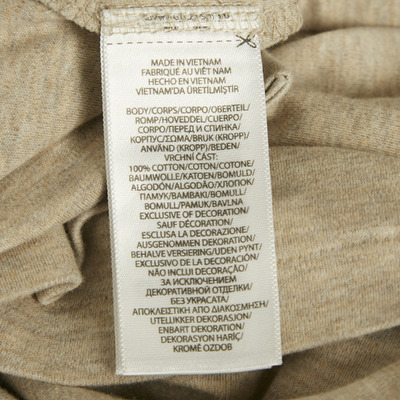 MADE IN VIETNAM
FABRIQUÉ AU VIÊT NAM
HECHO EN VIETNAM
VIETNAM'DA ÜRETİLMİŞTİR
BODY/CORPS/CORPO/OBERTEIL/
ROMP/HOVEDDEL/CUERPO/
CORPO/ПЕРЕД И СПИНКА/
КОРПУС/ΣΩΜΑ/BRUK (KROPP)/
ANVÄND (KROPP)/BEDEN/
VRCHNÍ ČÁST:
100% COTTON/COTON/COTONE/
BAUMWOLLE/KATOEN/BOMULD/
ALGODÓN/ALGODÃO/ХЛОПОК/
ПАМУК/ΒΑΜΒΑΚΙ/BOMULL/
BOMULL/PAMUK/BAVLNA
EXCLUSIVE OF DECORATION/
SAUF DÉCORATION/
ESCLUSA LA DECORAZIONE/
AUSGENOMMEN DEKORATION/
BEHALVE VERSIERING/UDEN PYNT/
EXCLUSIVO DE LA DECORACIÓN/
NÃO INCLUI DECORAÇÃO/
ЗА ИСКЛЮЧЕНИЕМ
ДЕКОРАТИВНОЙ ОТДЕЛКИ/
БЕЗ УКРАСАТА/
ΑΠΟΚΛΕΙΣΤΙΚΗ ΑΠΟ ΔΙΑΚΟΣΜΗΣΗ/
UTELUKKER DEKORASJON/
ENBART DEKORATION/
DEKORASYON HARİÇ/
KROMĚ OZDOB